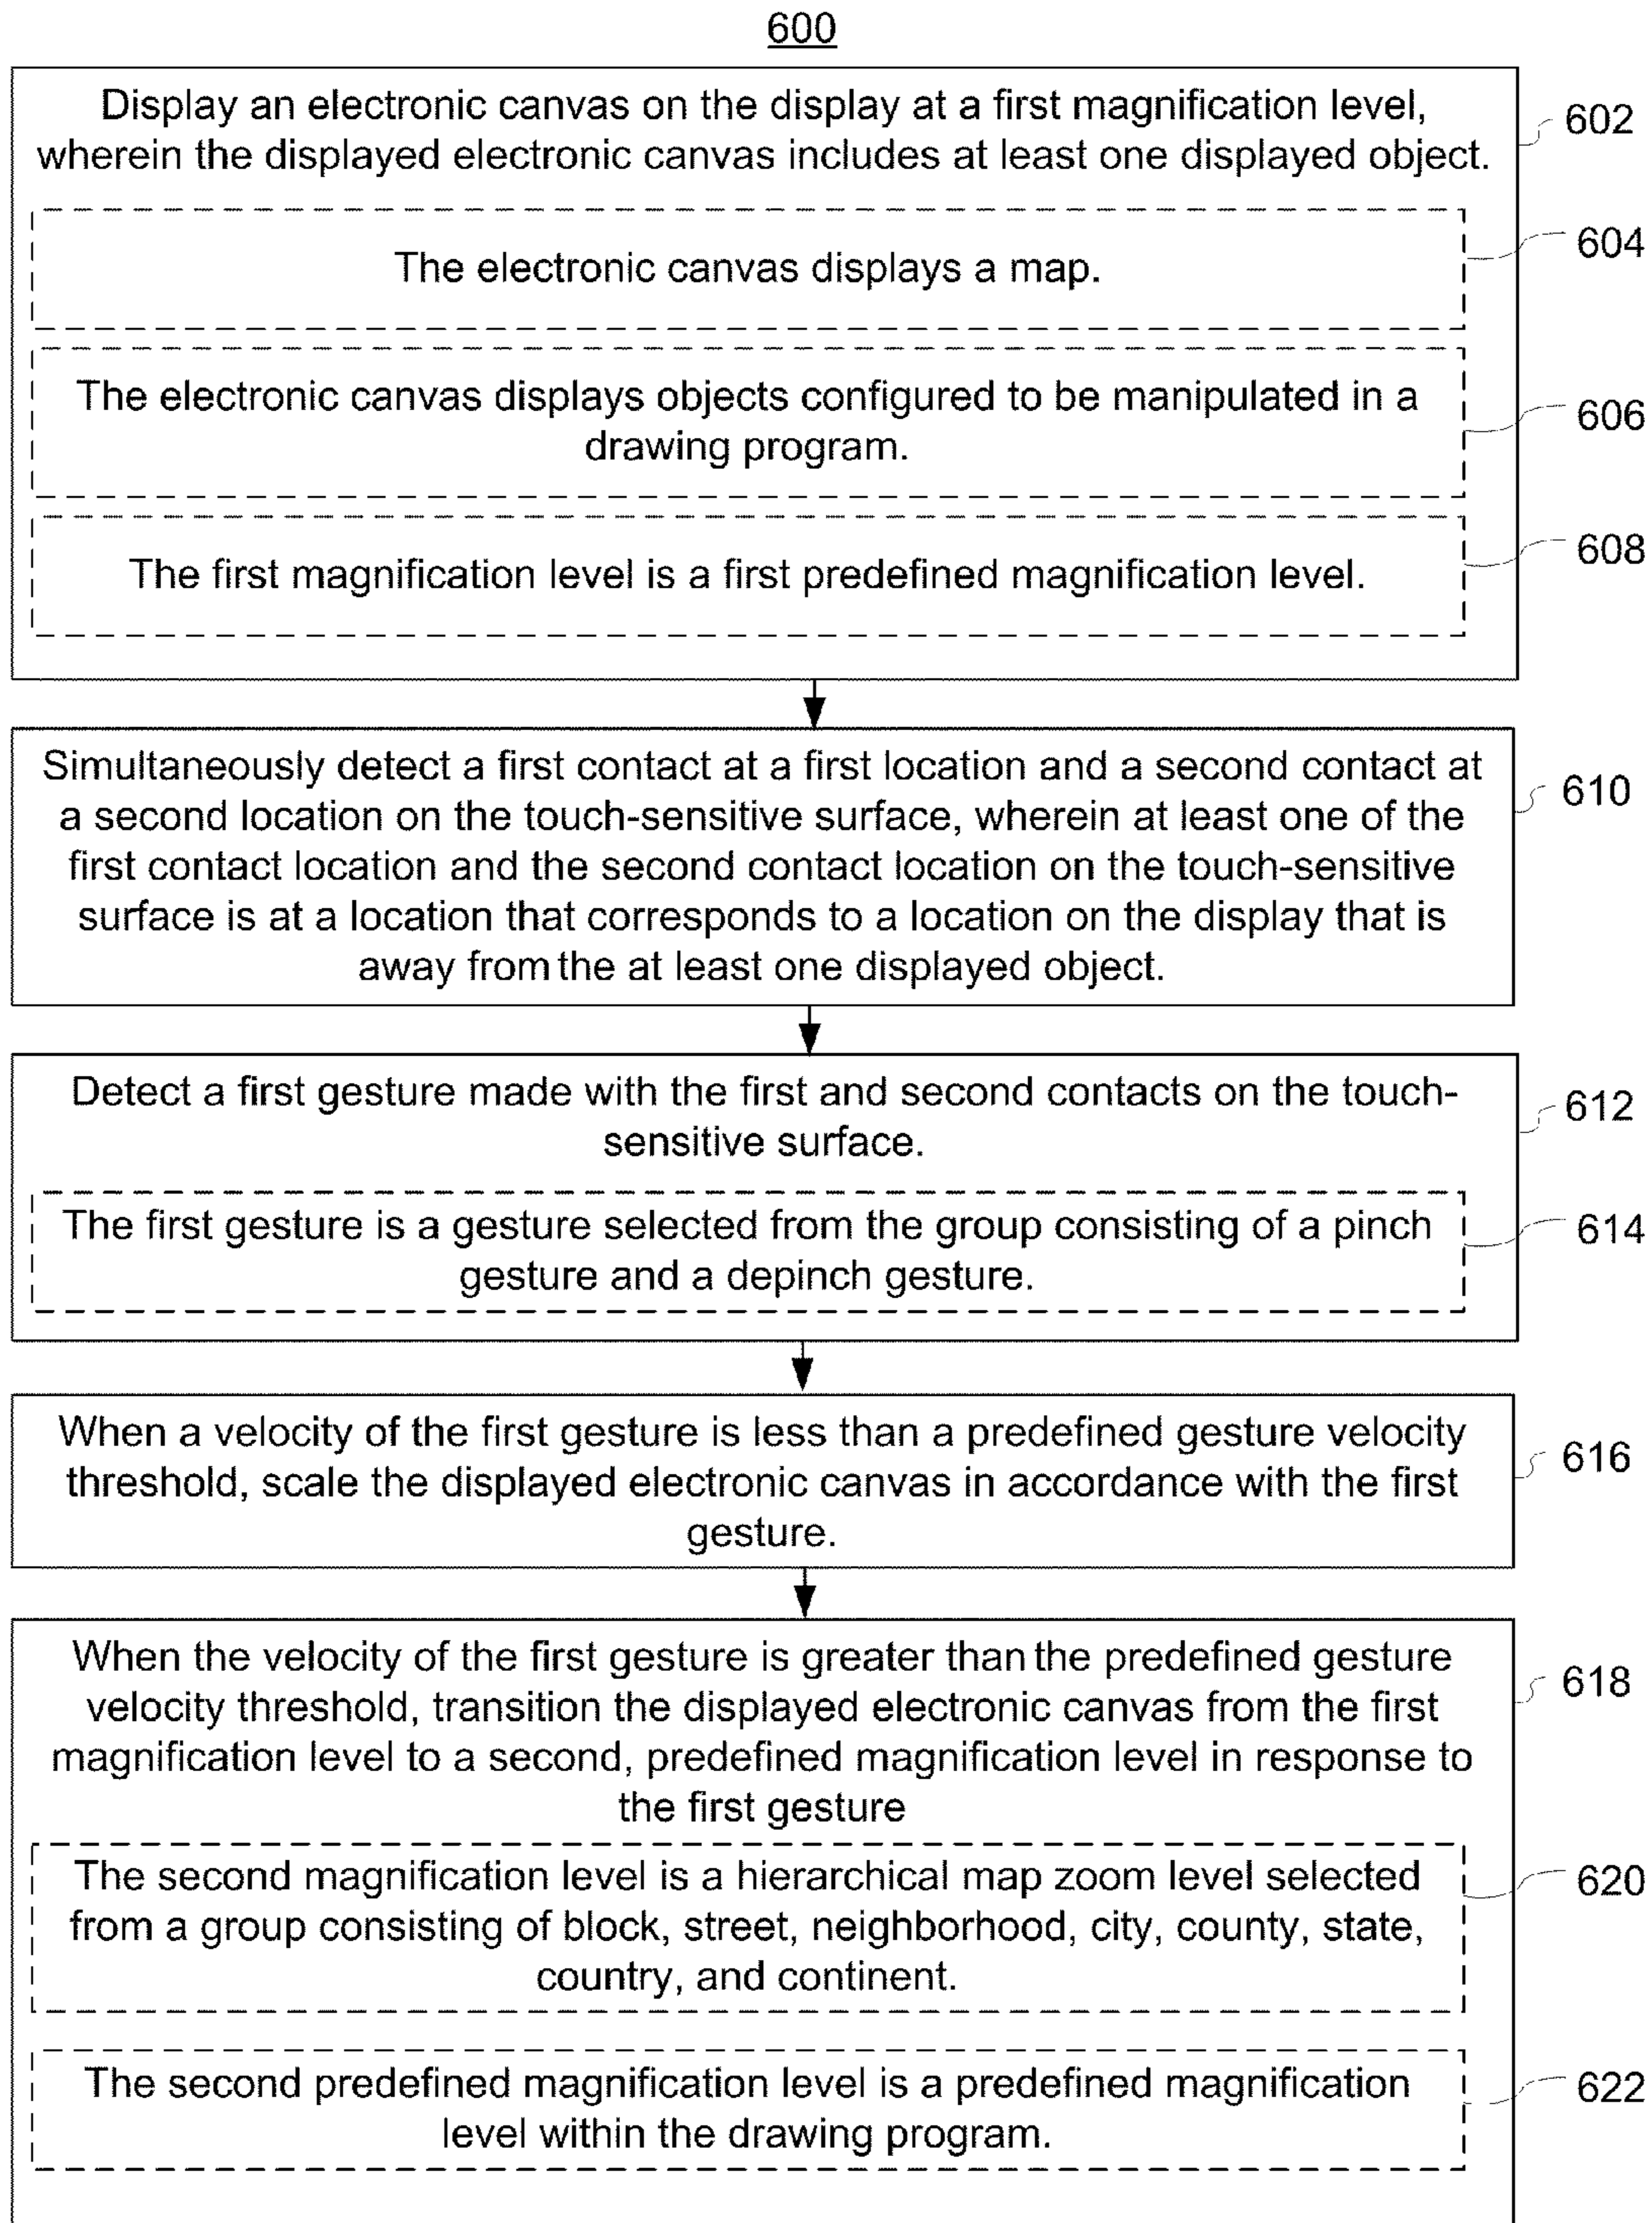 600
Display an electronic canvas on the display at a first magnification level,
wherein the displayed electronic canvas includes at least one displayed object.
602
The electronic canvas displays a map.
604
The electronic canvas displays objects configured to be manipulated in a
drawing program.
606
The first magnification level is a first predefined magnification level.
608
Simultaneously detect a first contact at a first location and a second contact at
a second location on the touch-sensitive surface, wherein at least one of the
first contact location and the second contact location on the touch-sensitive
surface is at a location that corresponds to a location on the display that is
away from the at least one displayed object.
610
Detect a first gesture made with the first and second contacts on the touch-
sensitive surface.
612
The first gesture is a gesture selected from the group consisting of a pinch
gesture and a depinch gesture.
614
When a velocity of the first gesture is less than a predefined gesture velocity
threshold, scale the displayed electronic canvas in accordance with the first
gesture.
616
When the velocity of the first gesture is greater than the predefined gesture
velocity threshold, transition the displayed electronic canvas from the first
magnification level to a second, predefined magnification level in response to
the first gesture
618
The second magnification level is a hierarchical map zoom level selected
from a group consisting of block, street, neighborhood, city, county, state,
country, and continent.
620
The second predefined magnification level is a predefined magnification
level within the drawing program.
622